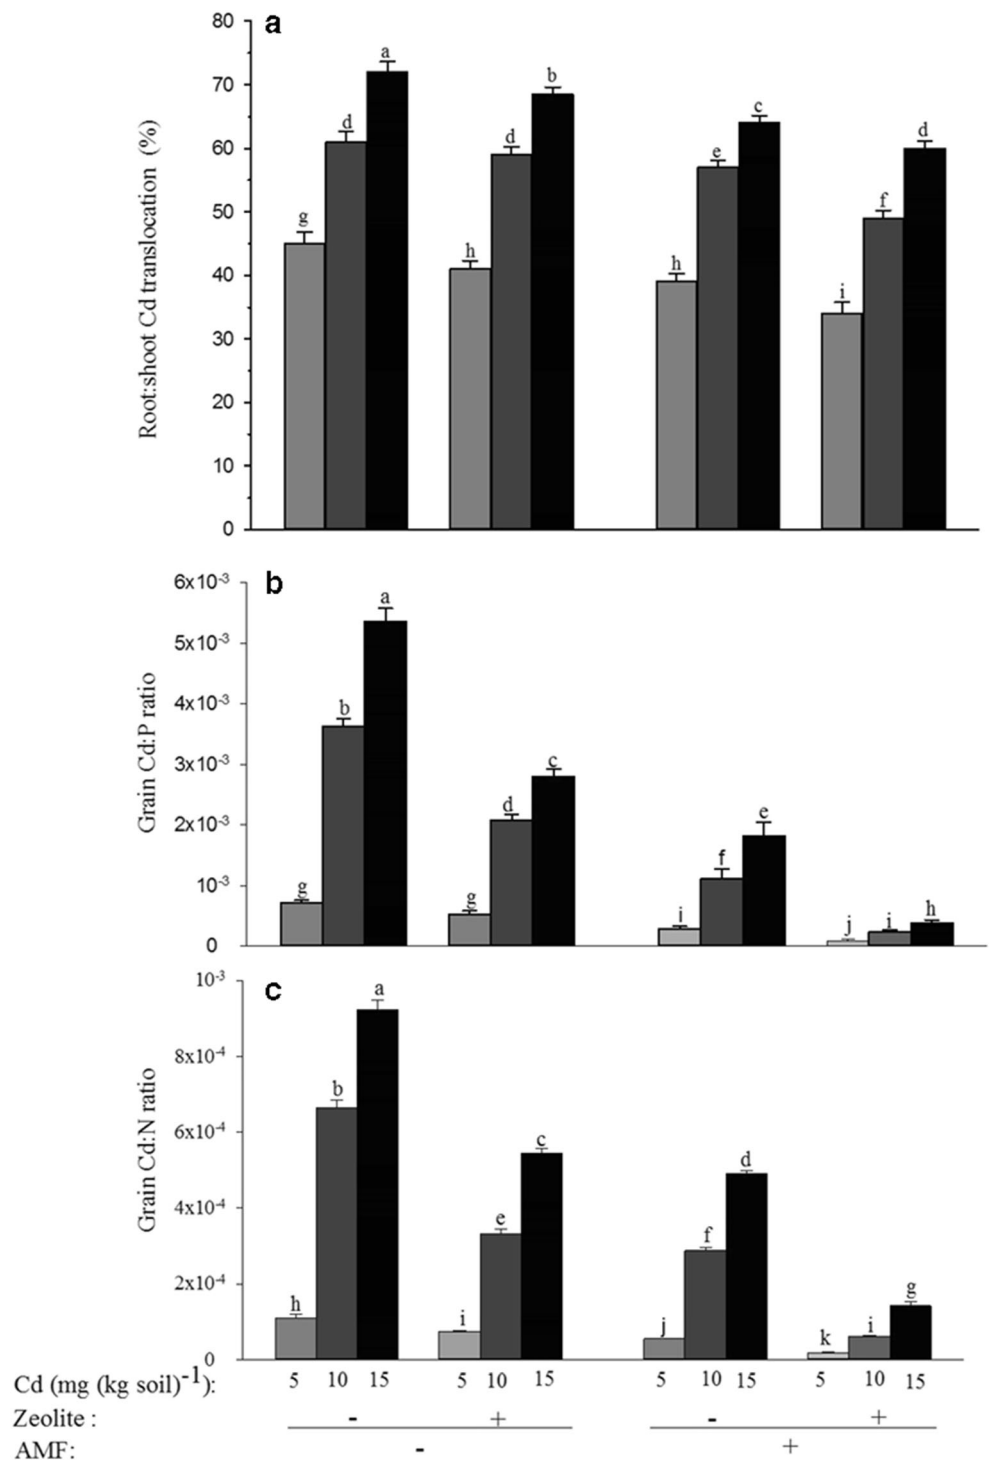 a
80
70
60
50
40
30
20
10
0
Root:shoot Cd translocation (%)
g d a
h d b
h e c
i f d
b
6x10-3
5x10-3
4x10-3
3x10-3
2x10-3
10-3
0
Grain Cd:P ratio
g b a
g d c
i f e
j i h
c
10-3
8x10-4
6x10-4
4x10-4
2x10-4
0
Grain Cd:N ratio
h b a
i e c
j f d
k i g
Cd (mg (kg soil)-1): 5 10 15 5 10 15 5 10 15 5 10 15
Zeolite : - + - +
AMF: - +